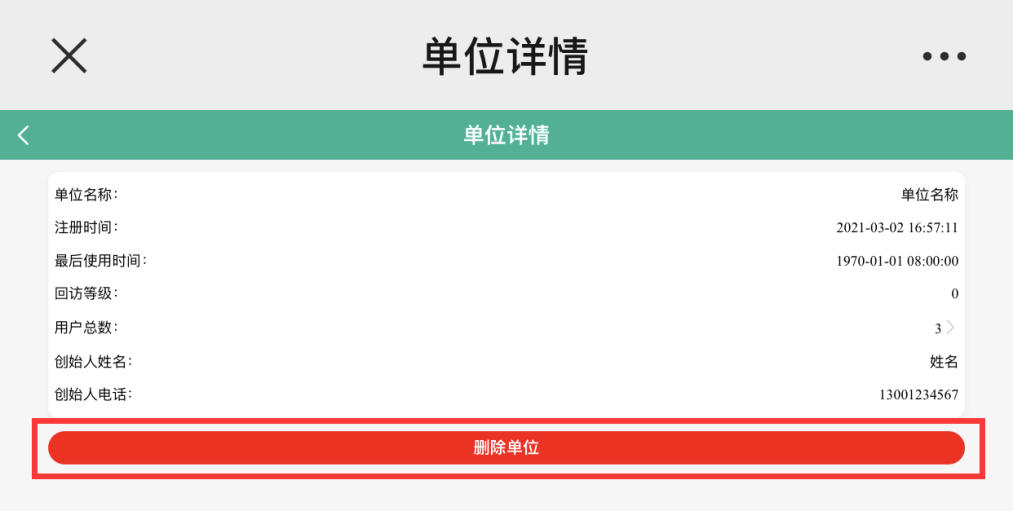 单位详情
单位详情
单位名称： 单位名称
注册时间： 2021-03-02 16:57:11
最后使用时间： 1970-01-01 08:00:00
回访等级： 0
用户总数： 3
创始人姓名： 姓名
创始人电话： 13001234567
删除单位